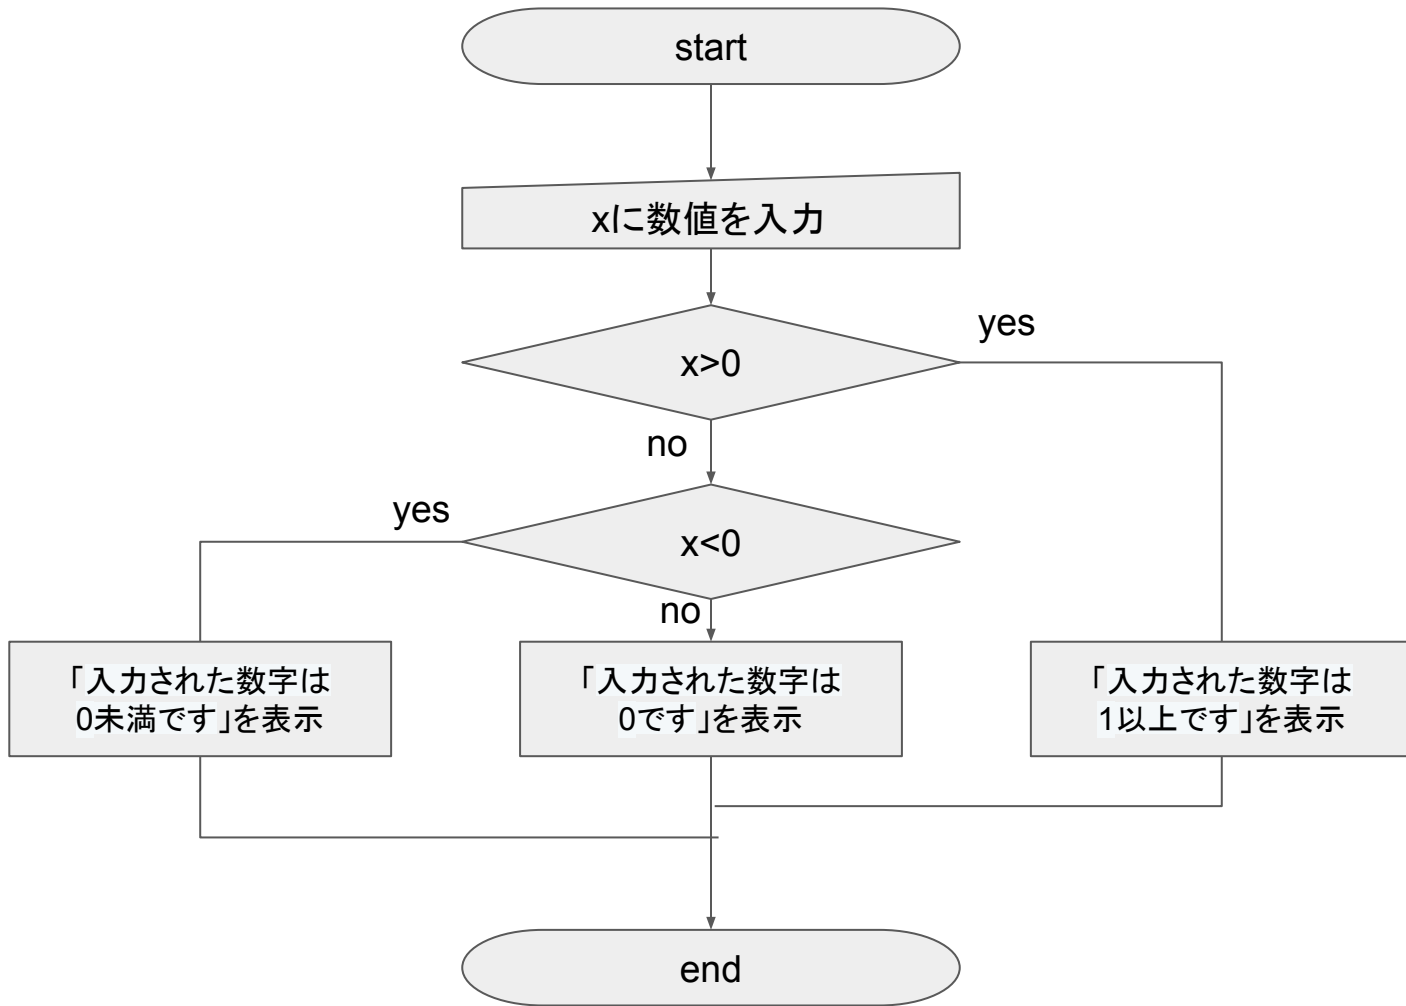 start
xに数値を入力
x>0
yes
no
x<0
yes
no
「入力された数字は
0未満です」を表示
「入力された数字は
0です」を表示
「入力された数字は
1以上です」を表示
end